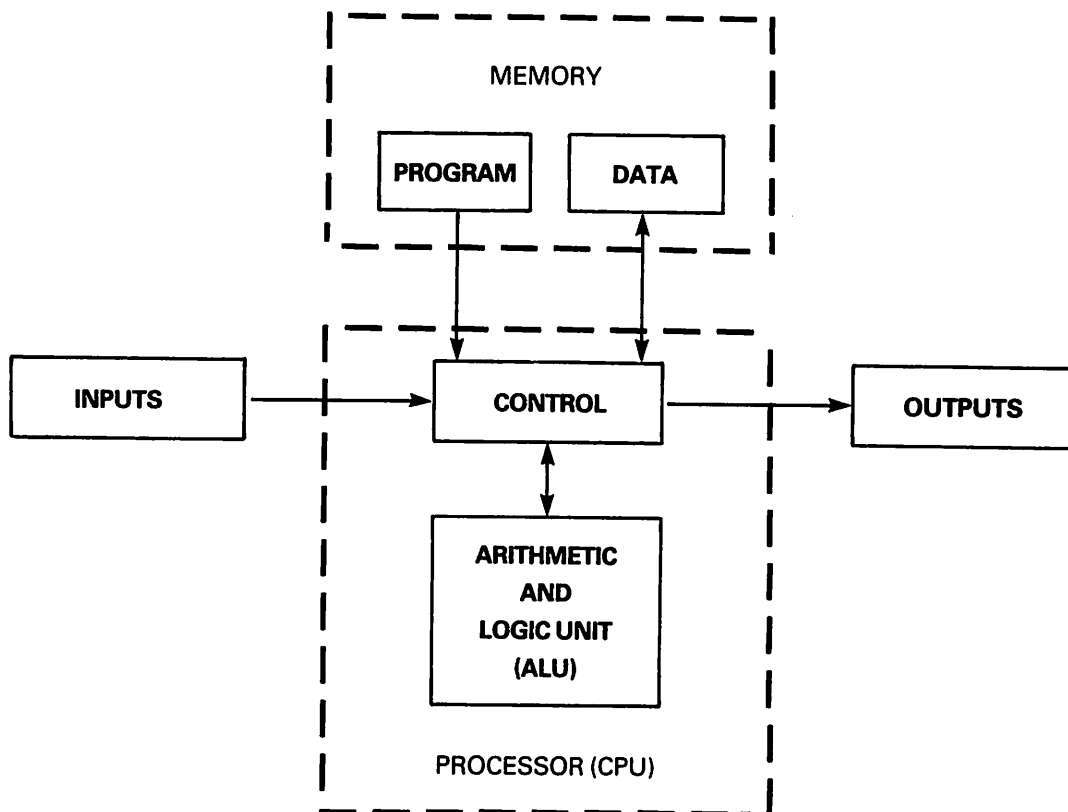 MEMORY
PROGRAM
DATA
INPUTS
CONTROL
OUTPUTS
ARITHMETIC
AND
LOGIC UNIT
(ALU)
PROCESSOR (CPU)